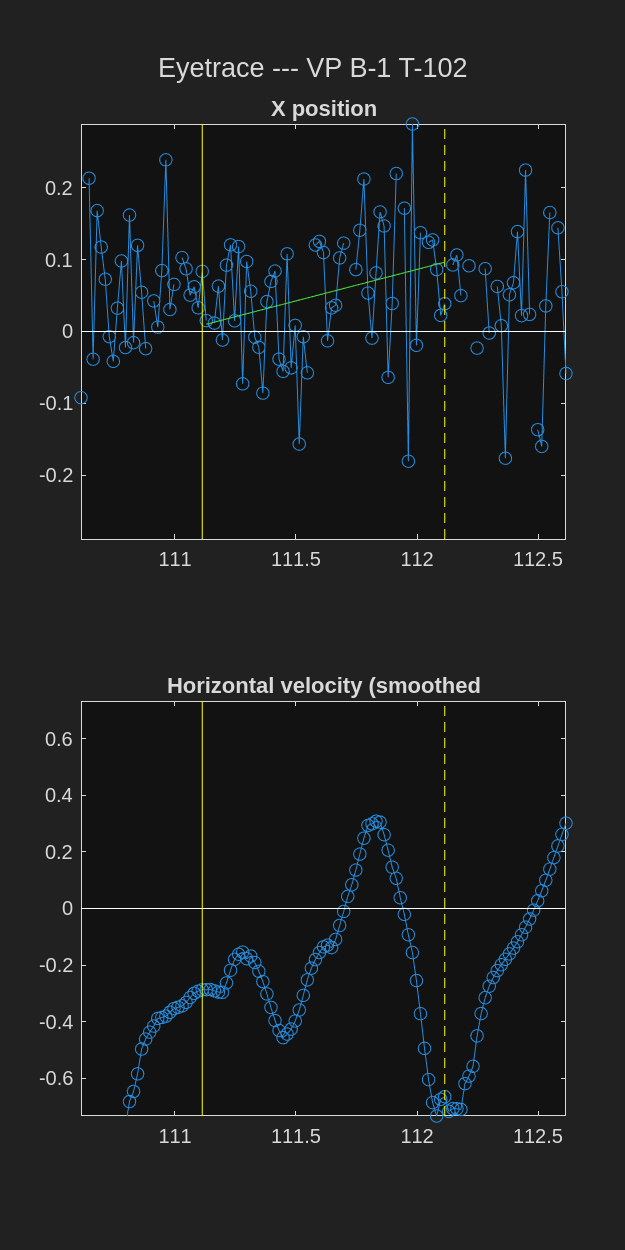 Eyetrace --- VP B-1 T-102
X position
0.2
0.1
0
-0.1
-0.2
111 111.5 112 112.5
Horizontal velocity (smoothed
0.6
0.4
0.2
0
-0.2
-0.4
-0.6
111 111.5 112 112.5